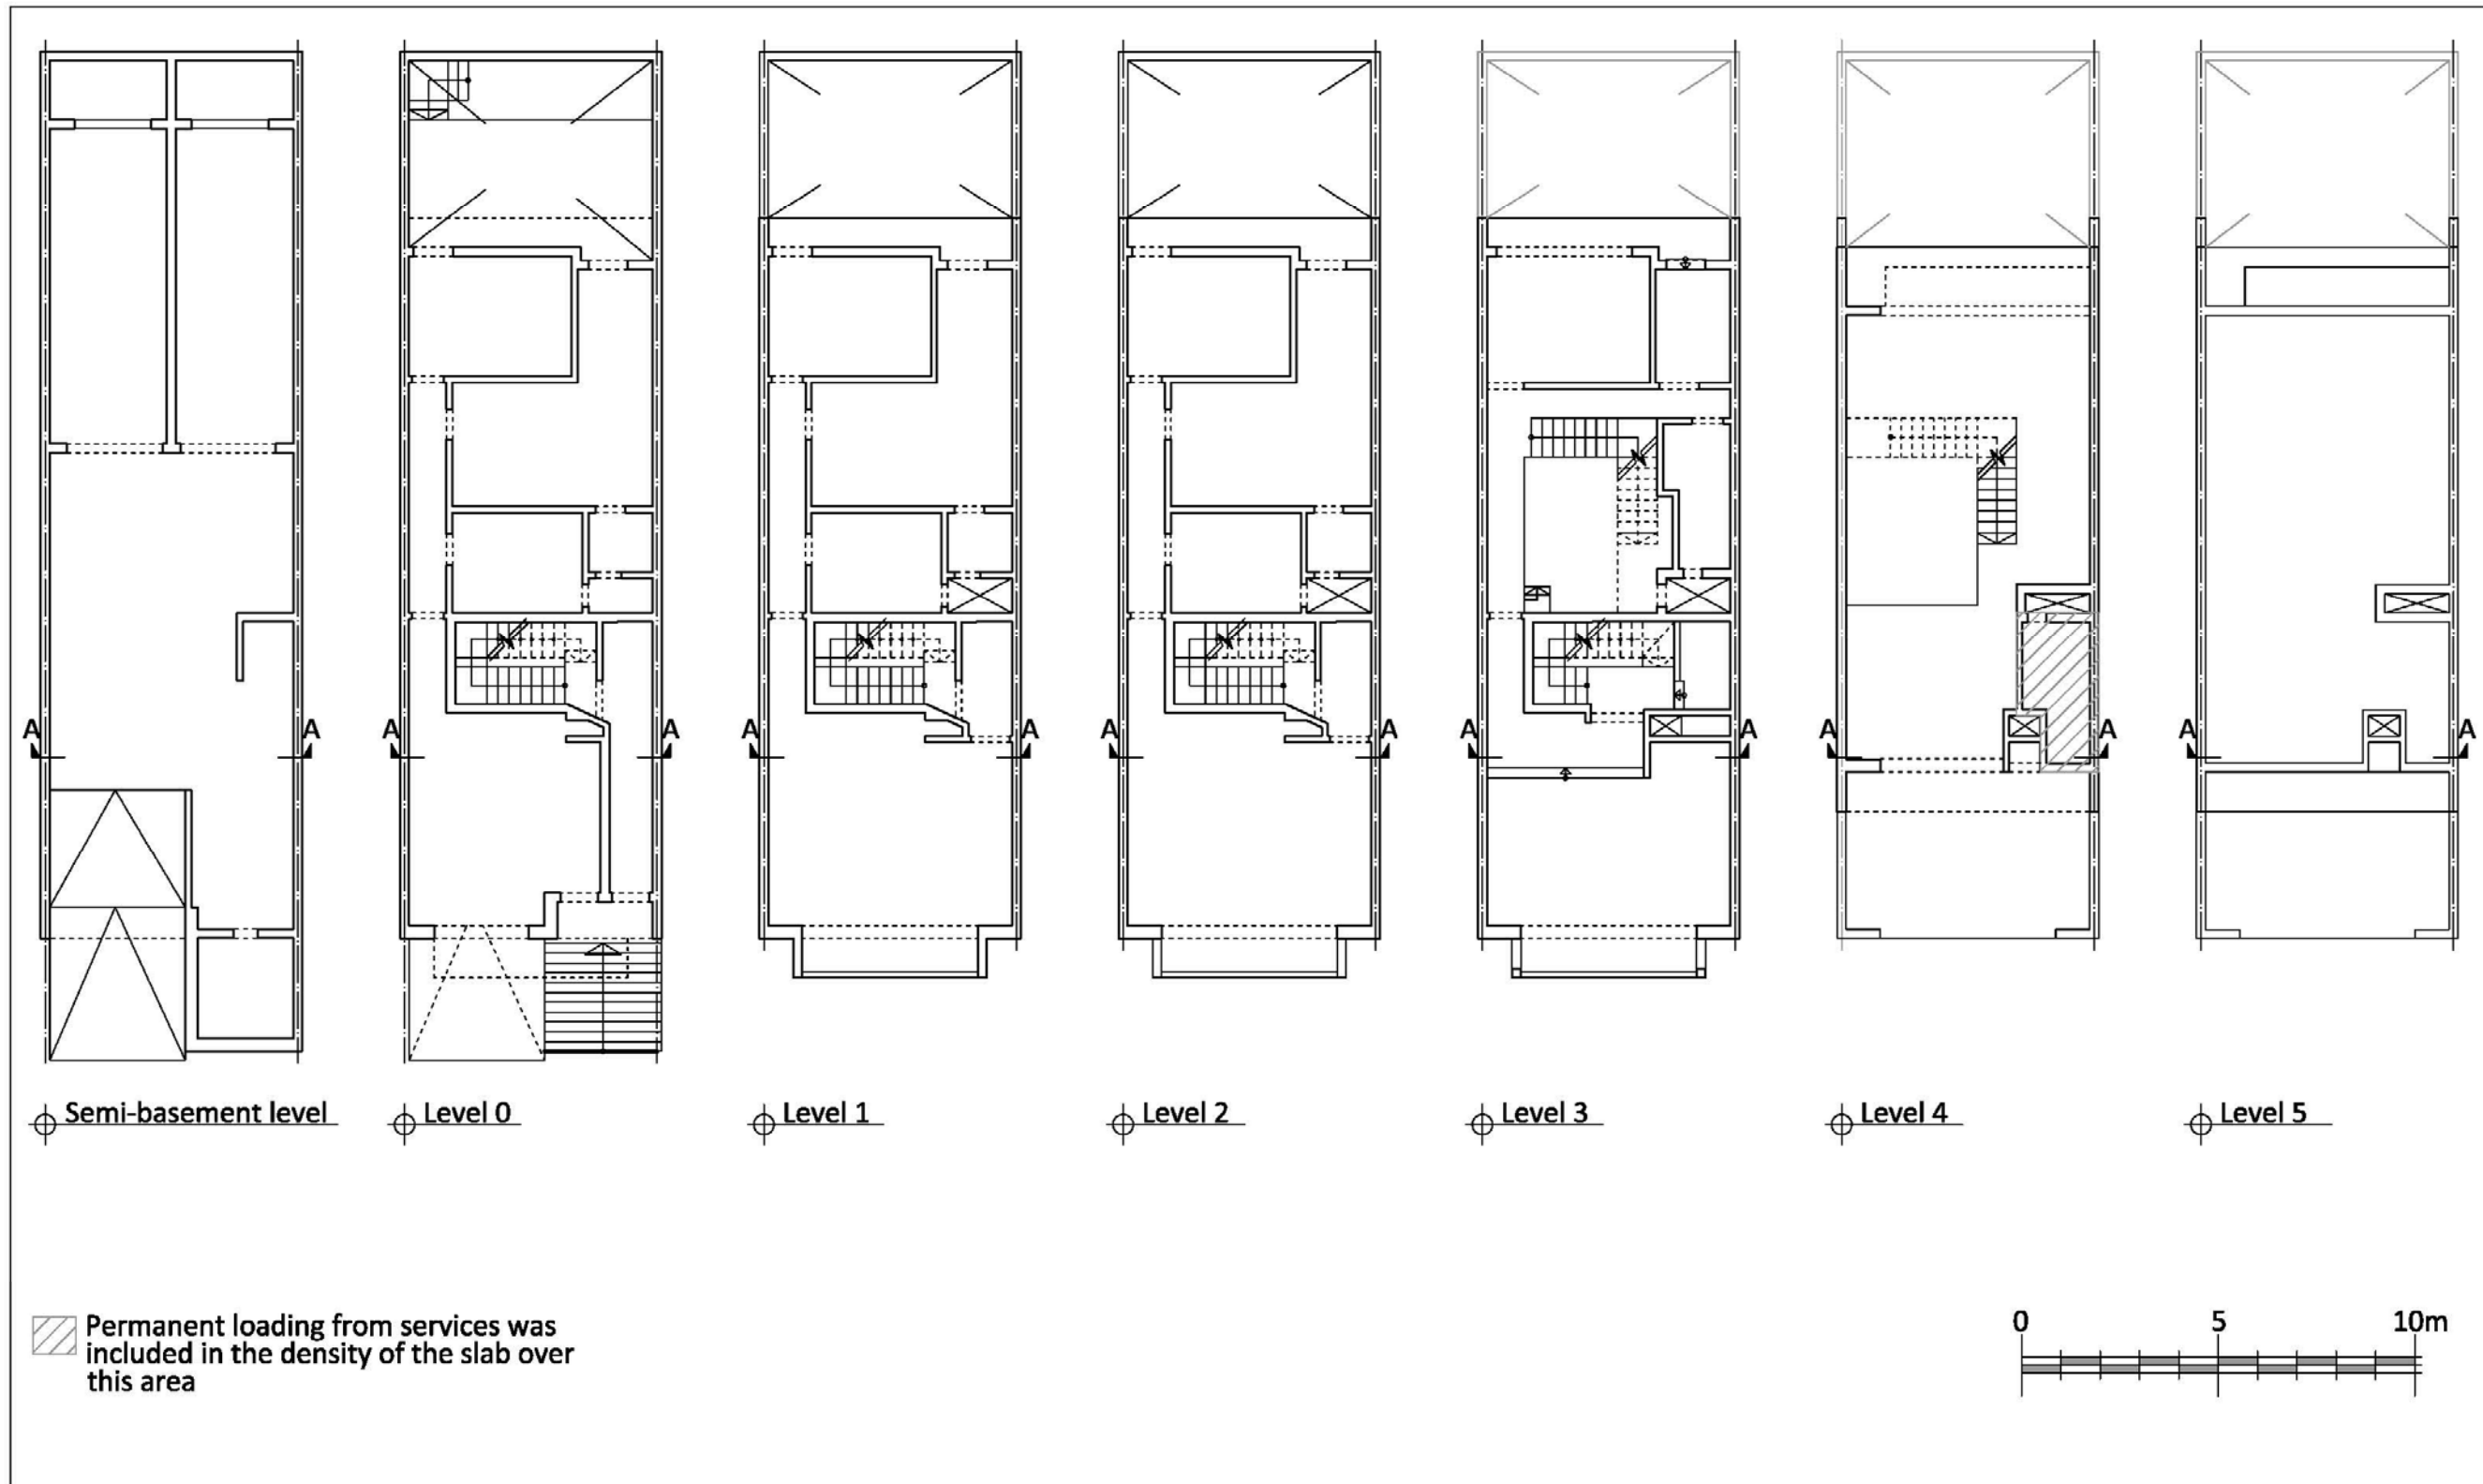 A A A A A A A A A A A A A A
Semi-basement level
Level 0
Level 1
Level 2
Level 3
Level 4
Level 5
Permanent loading from services was
included in the density of the slab over
this area
0 5 10m